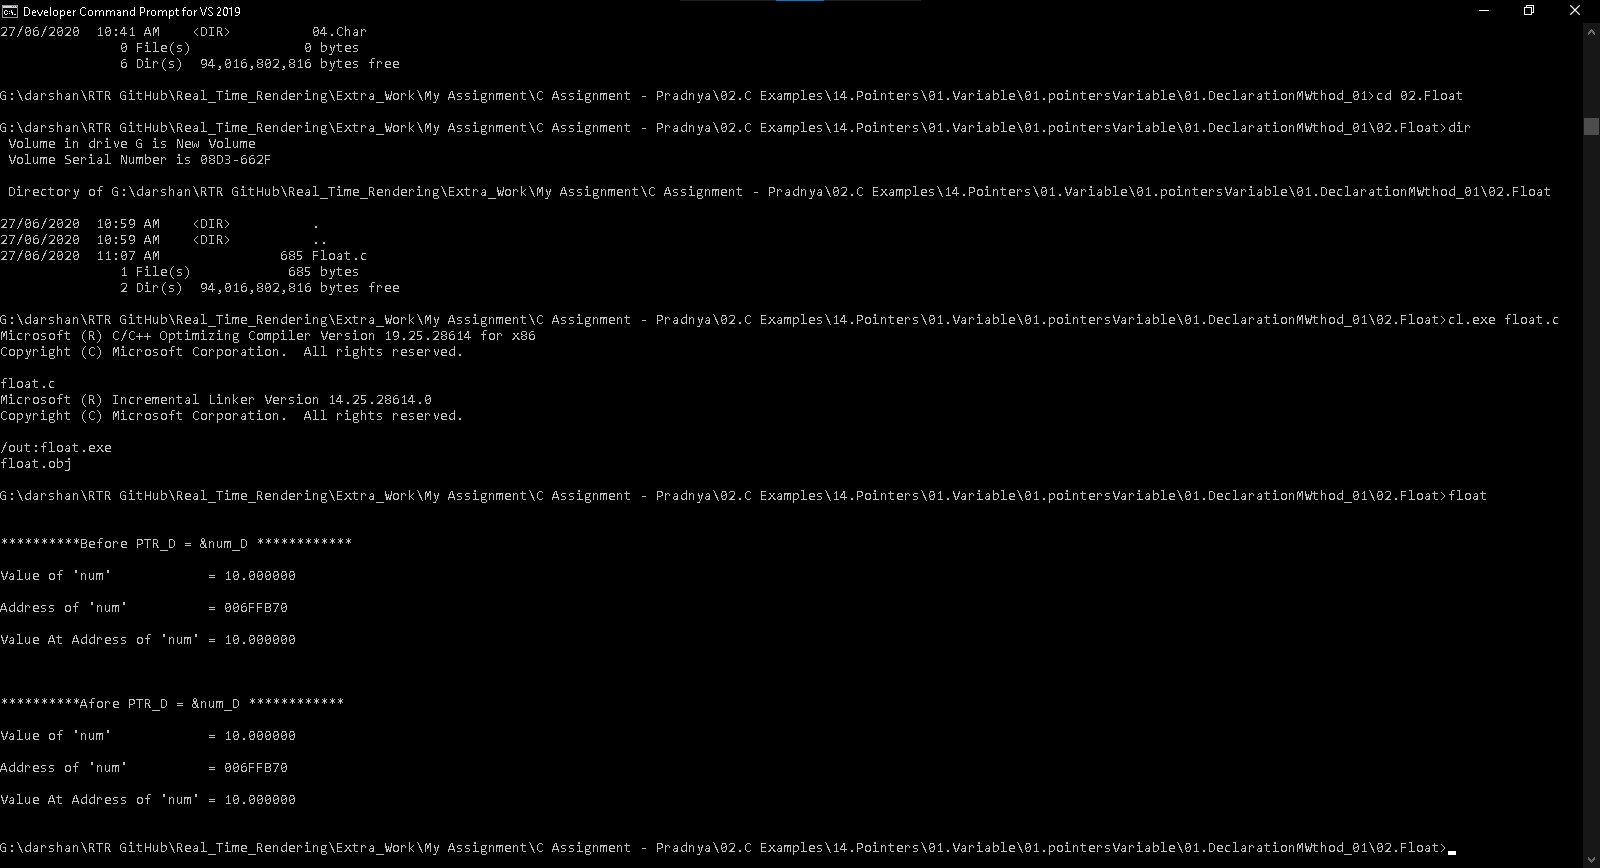 Developer Command Prompt for VS 2019
27/06/2020  10:41 AM    <DIR>          04.Char
               0 File(s)              0 bytes
               6 Dir(s)  94,016,802,816 bytes free
G:\darshan\RTR GitHub\Real_Time_Rendering\Extra_Work\My Assignment\C Assignment - Pradnya\02.C Examples\14.Pointers\01.Variable\01.pointersVariable\01.DeclarationMWthod_01>cd 02.Float
G:\darshan\RTR GitHub\Real_Time_Rendering\Extra_Work\My Assignment\C Assignment - Pradnya\02.C Examples\14.Pointers\01.Variable\01.pointersVariable\01.DeclarationMWthod_01\02.Float>dir
 Volume in drive G is New Volume
 Volume Serial Number is 08D3-662F
 Directory of G:\darshan\RTR GitHub\Real_Time_Rendering\Extra_Work\My Assignment\C Assignment - Pradnya\02.C Examples\14.Pointers\01.Variable\01.pointersVariable\01.DeclarationMWthod_01\02.Float
27/06/2020  10:59 AM    <DIR>          .
27/06/2020  10:59 AM    <DIR>          ..
27/06/2020  11:07 AM               685 Float.c
               1 File(s)            685 bytes
               2 Dir(s)  94,016,802,816 bytes free
G:\darshan\RTR GitHub\Real_Time_Rendering\Extra_Work\My Assignment\C Assignment - Pradnya\02.C Examples\14.Pointers\01.Variable\01.pointersVariable\01.DeclarationMWthod_01\02.Float>cl.exe float.c
Microsoft (R) C/C++ Optimizing Compiler Version 19.25.28614 for x86
Copyright (C) Microsoft Corporation.  All rights reserved.
float.c
Microsoft (R) Incremental Linker Version 14.25.28614.0
Copyright (C) Microsoft Corporation.  All rights reserved.
/out:float.exe
float.obj
G:\darshan\RTR GitHub\Real_Time_Rendering\Extra_Work\My Assignment\C Assignment - Pradnya\02.C Examples\14.Pointers\01.Variable\01.pointersVariable\01.DeclarationMWthod_01\02.Float>float
**********Before PTR_D = &num_D ************
Value of 'num'            = 10.000000
Address of 'num'          = 006FFB70
Value At Address of 'num' = 10.000000
**********Afore PTR_D = &num_D ************
Value of 'num'            = 10.000000
Address of 'num'          = 006FFB70
Value At Address of 'num' = 10.000000
G:\darshan\RTR GitHub\Real_Time_Rendering\Extra_Work\My Assignment\C Assignment - Pradnya\02.C Examples\14.Pointers\01.Variable\01.pointersVariable\01.DeclarationMWthod_01\02.Float>